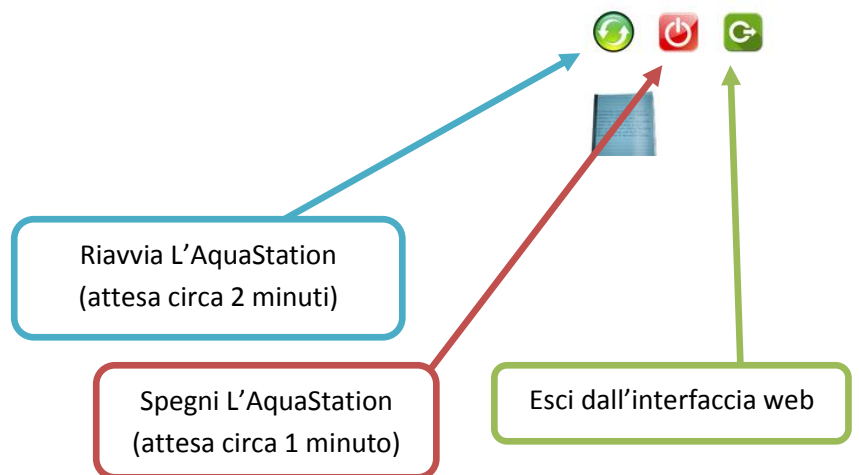 Riavvia L’AquaStation
(attesa circa 2 minuti)
Spegni L’AquaStation
(attesa circa 1 minuto)
Esci dall’interfaccia web